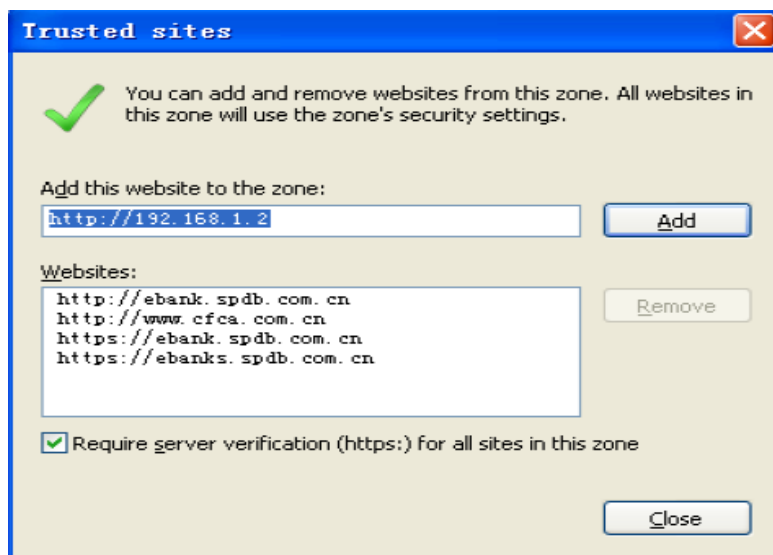 Trusted sites
You can add and remove websites from this zone. All websites in
this zone will use the zone's security settings.
Add this website to the zone:
http://192.168.1.2
Add
Websites:
http://ebank.spdb.com.cn
http://www.cfca.com.cn
https://ebank.spdb.com.cn
https://ebanks.spdb.com.cn
Remove
Require server verification (https:) for all sites in this zone
Close